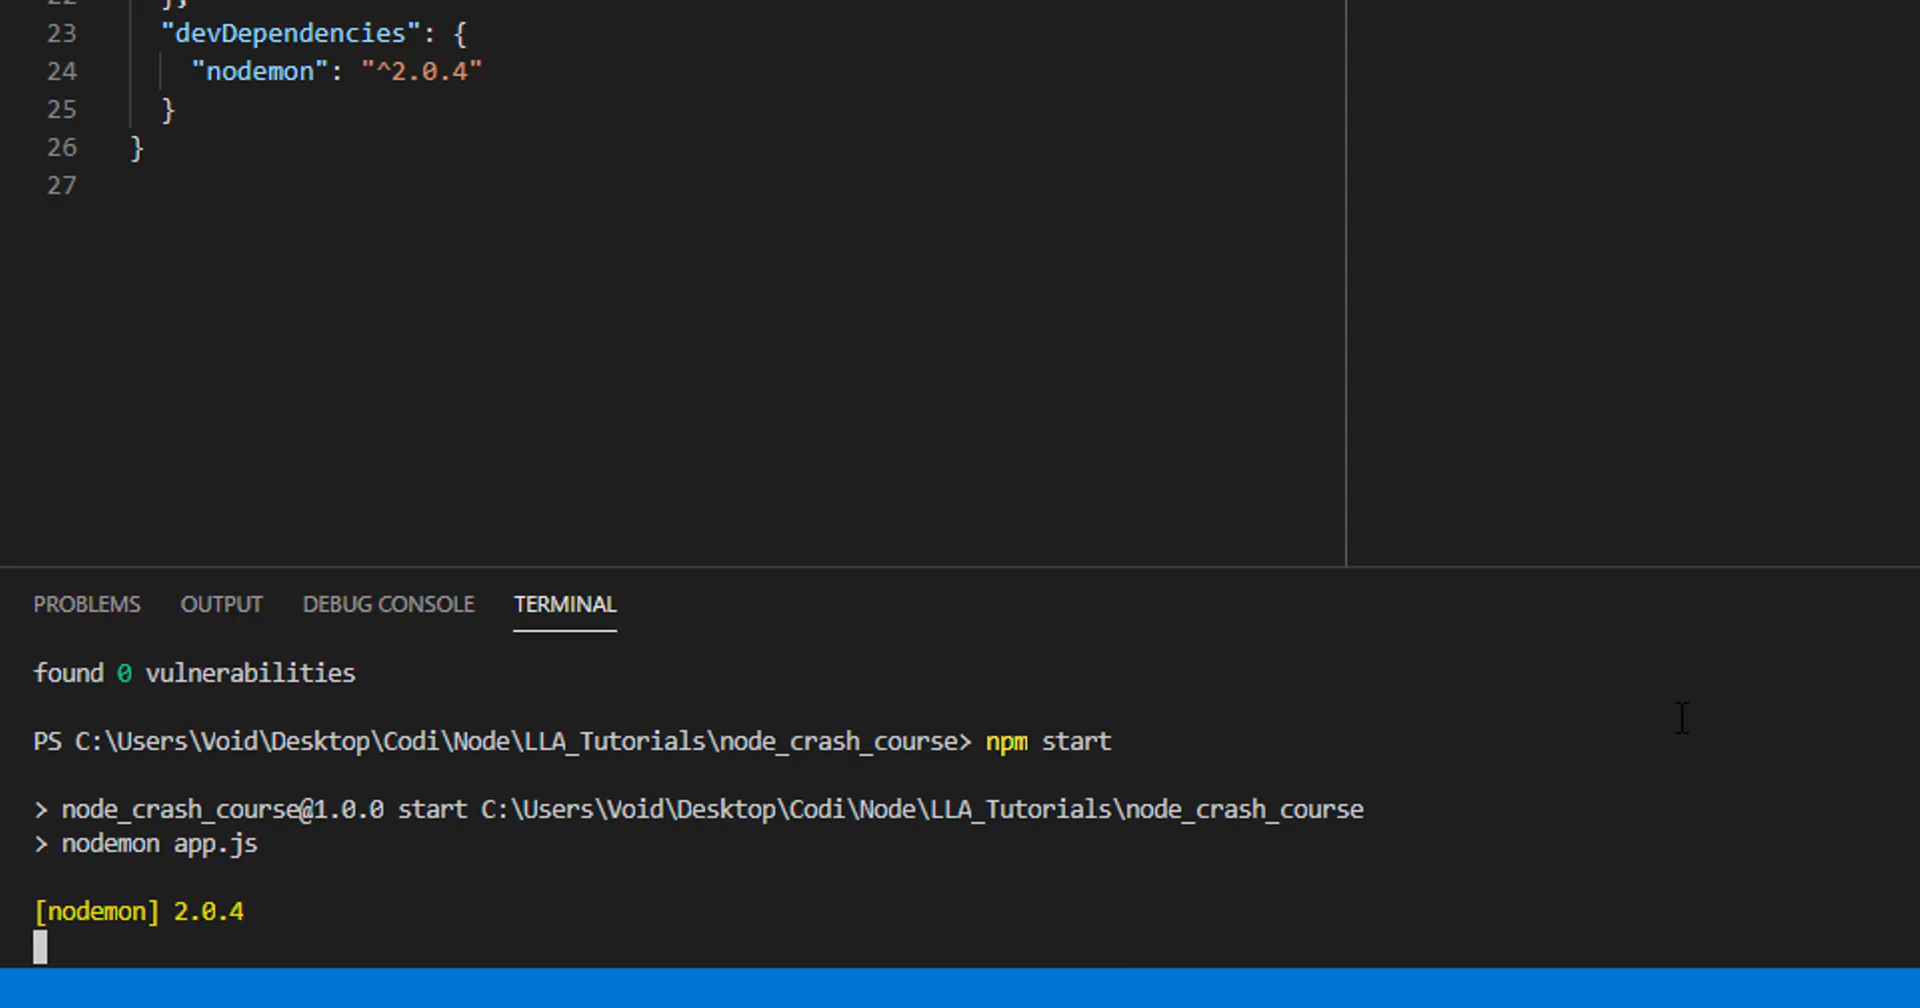 22 },
23 "devDependencies": {
24 "nodemon": "^2.0.4"
25 }
26 }
27
PROBLEMS OUTPUT DEBUG CONSOLE TERMINAL
found 0 vulnerabilities
PS C:\Users\Void\Desktop\Codi\Node\LLA_Tutorials\node_crash_course> npm start
> node_crash_course@1.0.0 start C:\Users\Void\Desktop\Codi\Node\LLA_Tutorials\node_crash_course
> nodemon app.js
[nodemon] 2.0.4